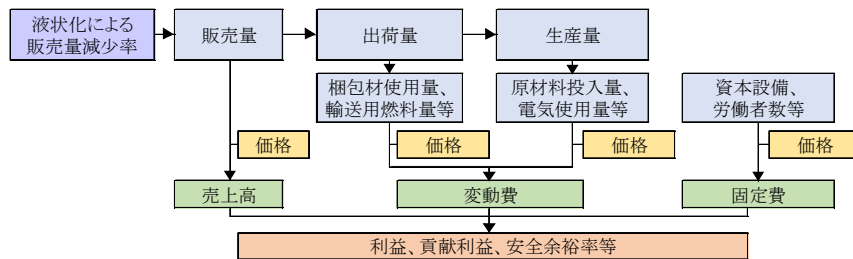 液状化による
販売量減少率
販売量
出荷量
生産量
梱包材使用量、
輸送用燃料量等
原材料投入量、
電気使用量等
資本設備、
労働者数等
価格
価格
価格
価格
売上高
変動費
固定費
利益、貢献利益、安全余裕率等